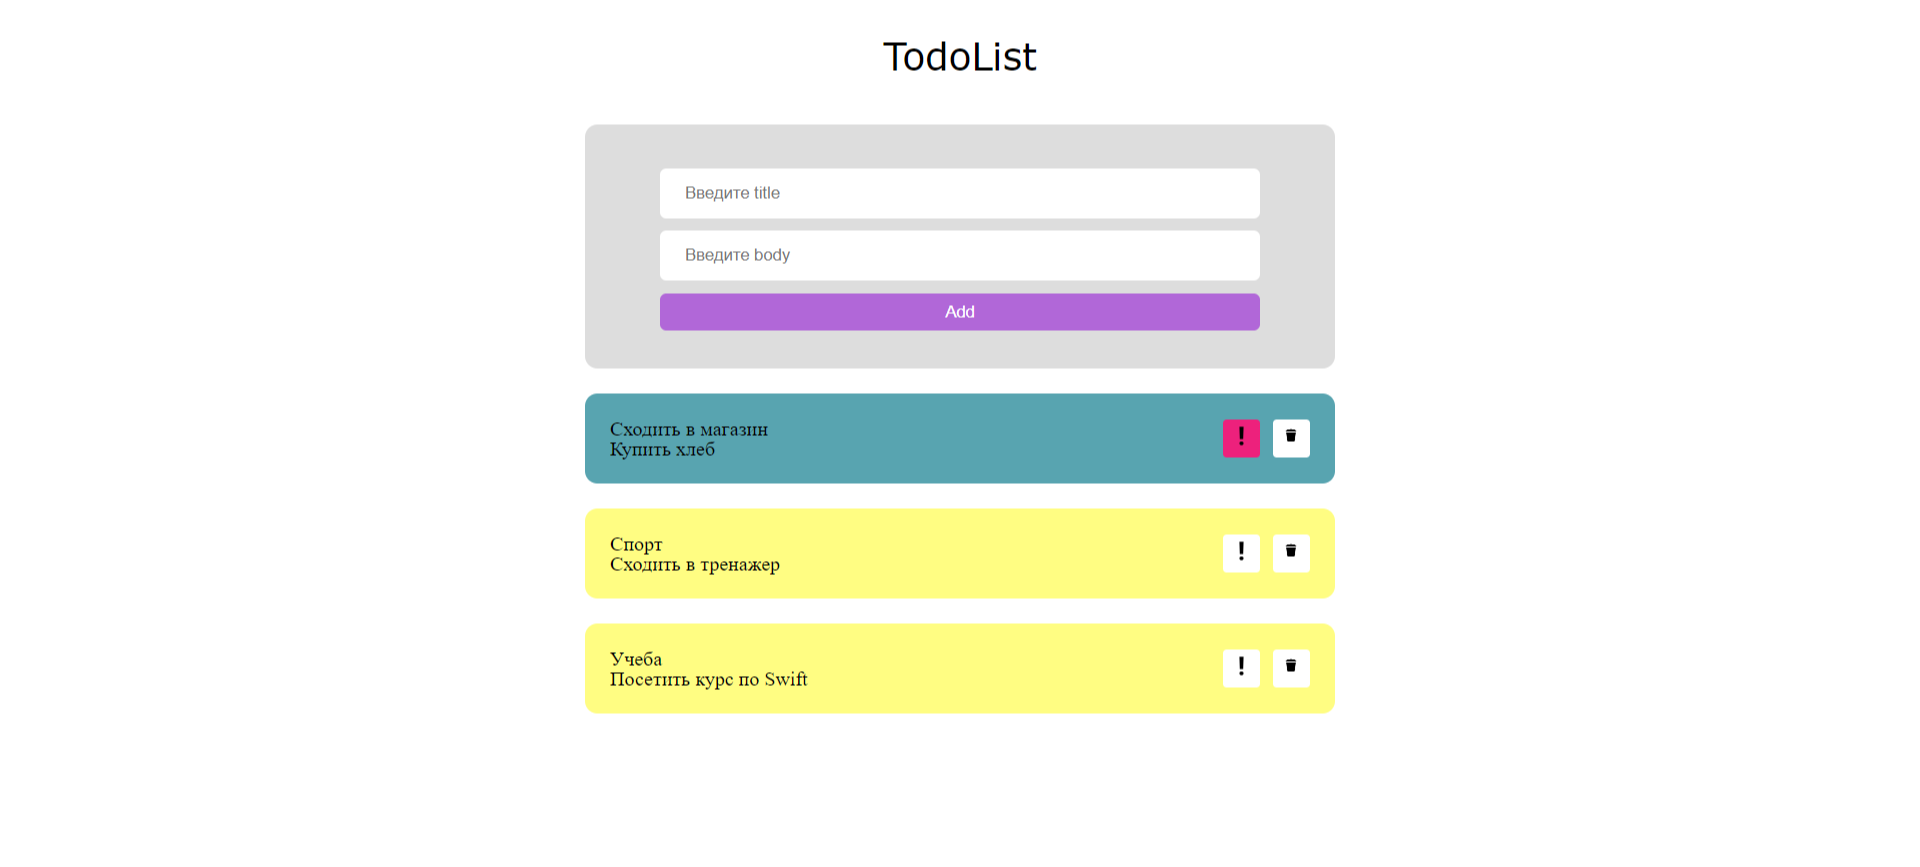 TodoList
Введите title
Введите body
Add
Сходить в магазин
Купить хлеб
Спорт
Сходить в тренажер
Учеба
Посетить курс по Swift